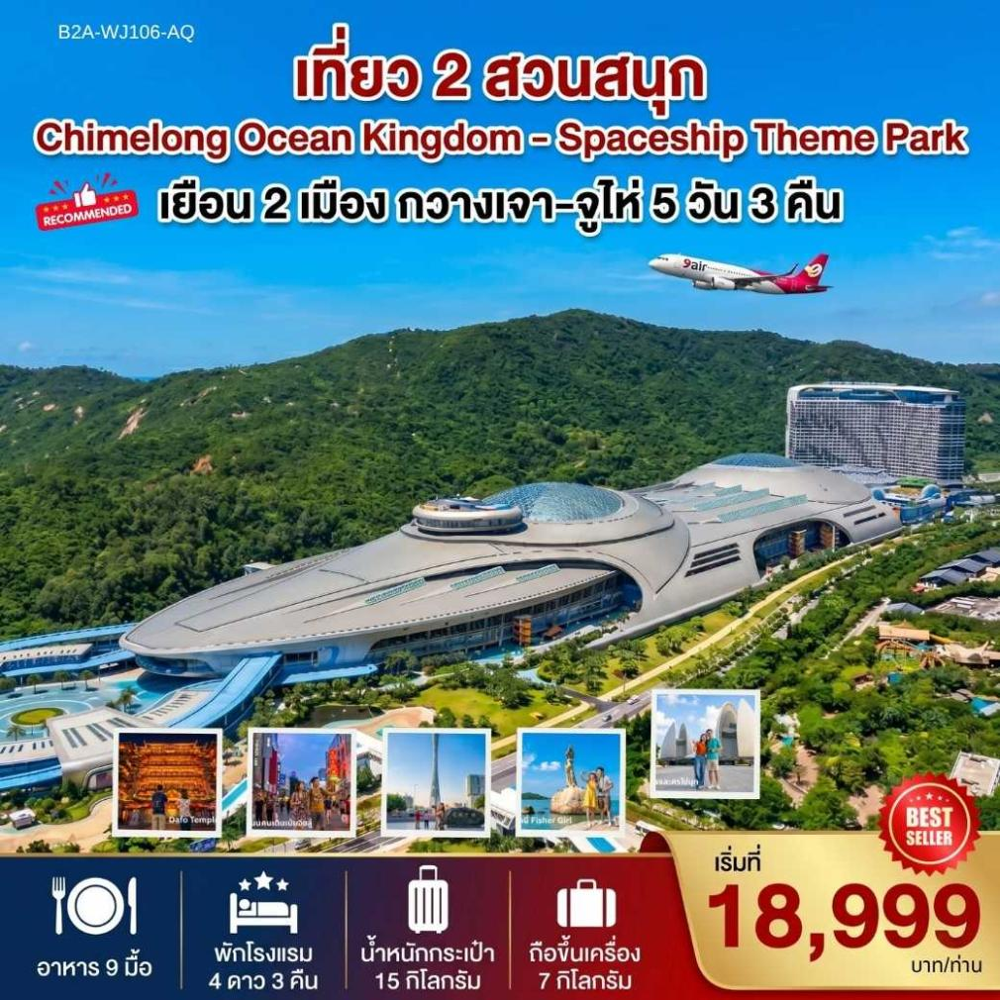 B2A-WJ106-AQ
เที่ยว 2 สวนสนุก
Chimelong Ocean Kingdom - Spaceship Theme Park
RECOMMENDED
เยือน 2 เมือง กวางเจา-จูไห่ 5 วัน 3 คืน
9air
Dafo Temple
Fisher Girl
BEST
SELLER
เริ่มที่
18,999
บาท/ท่าน
อาหาร 9 มื้อ
พักโรงแรม
4 ดาว 3 คืน
น้ำหนักกระเป๋า
15 กิโลกรัม
ถือขึ้นเครื่อง
7 กิโลกรัม